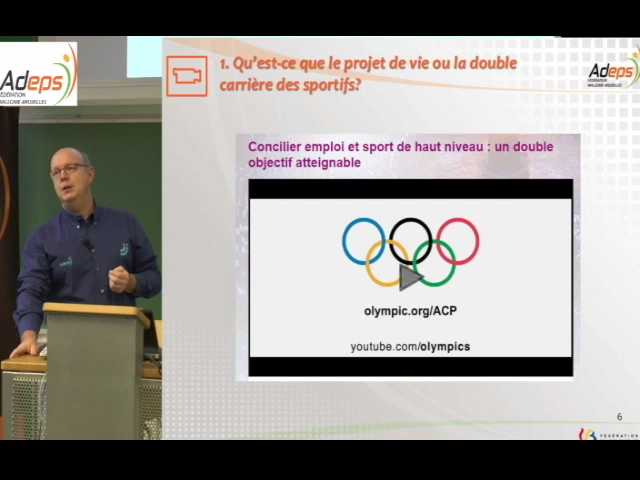 Adeps
FÉDÉRATION
WALLONIE-BRUXELLES
1. Qu'est-ce que le projet de vie ou la double
carrière des sportifs?
Adeps
FÉDÉRATION
WALLONIE-BRUXELLES
Concilier emploi et sport de haut niveau : un double
objectif atteignable
olympic.org/ACP
youtube.com/olympics
6
FÉDÉRATION